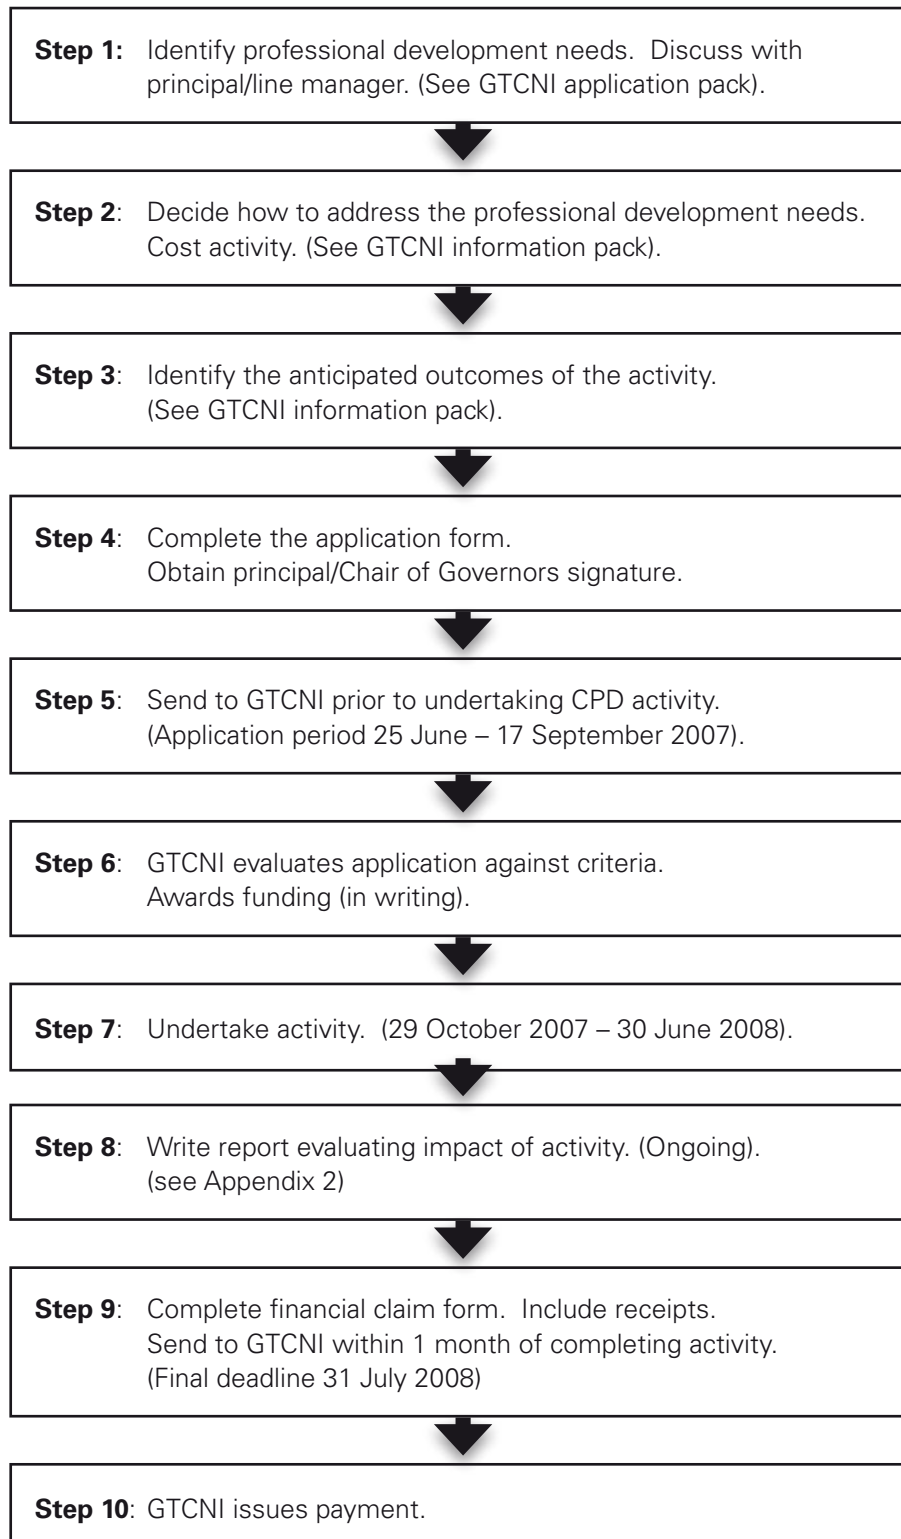 Step 1: Identify professional development needs. Discuss with
principal/line manager. (See GTCNI application pack).
Step 2: Decide how to address the professional development needs.
Cost activity. (See GTCNI information pack).
Step 3: Identify the anticipated outcomes of the activity.
(See GTCNI information pack).
Step 4: Complete the application form.
Obtain principal/Chair of Governors signature.
Step 5: Send to GTCNI prior to undertaking CPD activity.
(Application period 25 June – 17 September 2007).
Step 6: GTCNI evaluates application against criteria.
Awards funding (in writing).
Step 7: Undertake activity. (29 October 2007 – 30 June 2008).
Step 8: Write report evaluating impact of activity. (Ongoing).
(see Appendix 2)
Step 9: Complete financial claim form. Include receipts.
Send to GTCNI within 1 month of completing activity.
(Final deadline 31 July 2008)
Step 10: GTCNI issues payment.